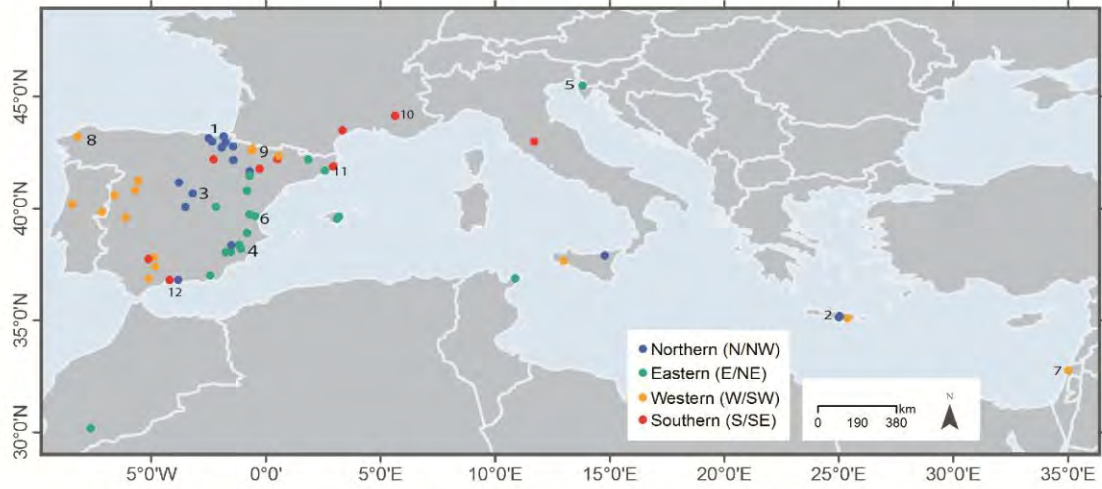 45°0'N
40°0'N
35°0'N
30°0'N
5
10
1
8
9
11
3
6
4
12
2
7
Northern (N/NW)
Eastern (E/NE)
Western (W/SW)
Southern (S/SE)
N
km
0 190 380
5°0'W 0°0' 5°0'E 10°0'E 15°0'E 20°0'E 25°0'E 30°0'E 35°0'E